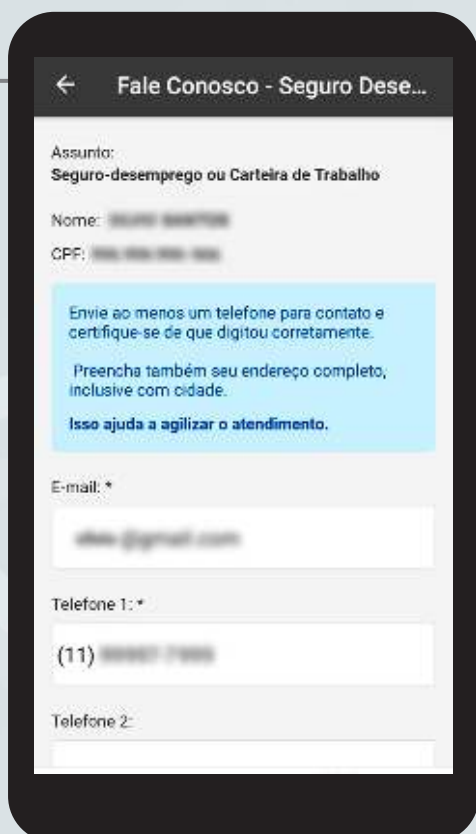 ← Fale Conosco - Seguro Dese...
Assunto:
Seguro-desemprego ou Carteira de Trabalho
Nome:
CPF:
Envie ao menos um telefone para contato e
certifique-se de que digitou corretamente.
Preencha também seu endereço completo,
inclusive com cidade.
Isso ajuda a agilizar o atendimento.
E-mail: *
@gmail.com
Telefone 1: *
(11)
Telefone 2: